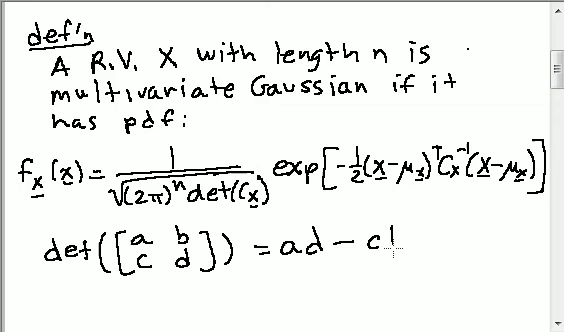 def'n
A R.V. X with length n is
multivariate Gaussian if it
has pdf:
f_x(x) = 1/√((2π)^n det(C_x)) exp[-1/2(x-μ_x)^T C_x^-1 (x-μ_x)]
det([a b; c d]) = ad - c